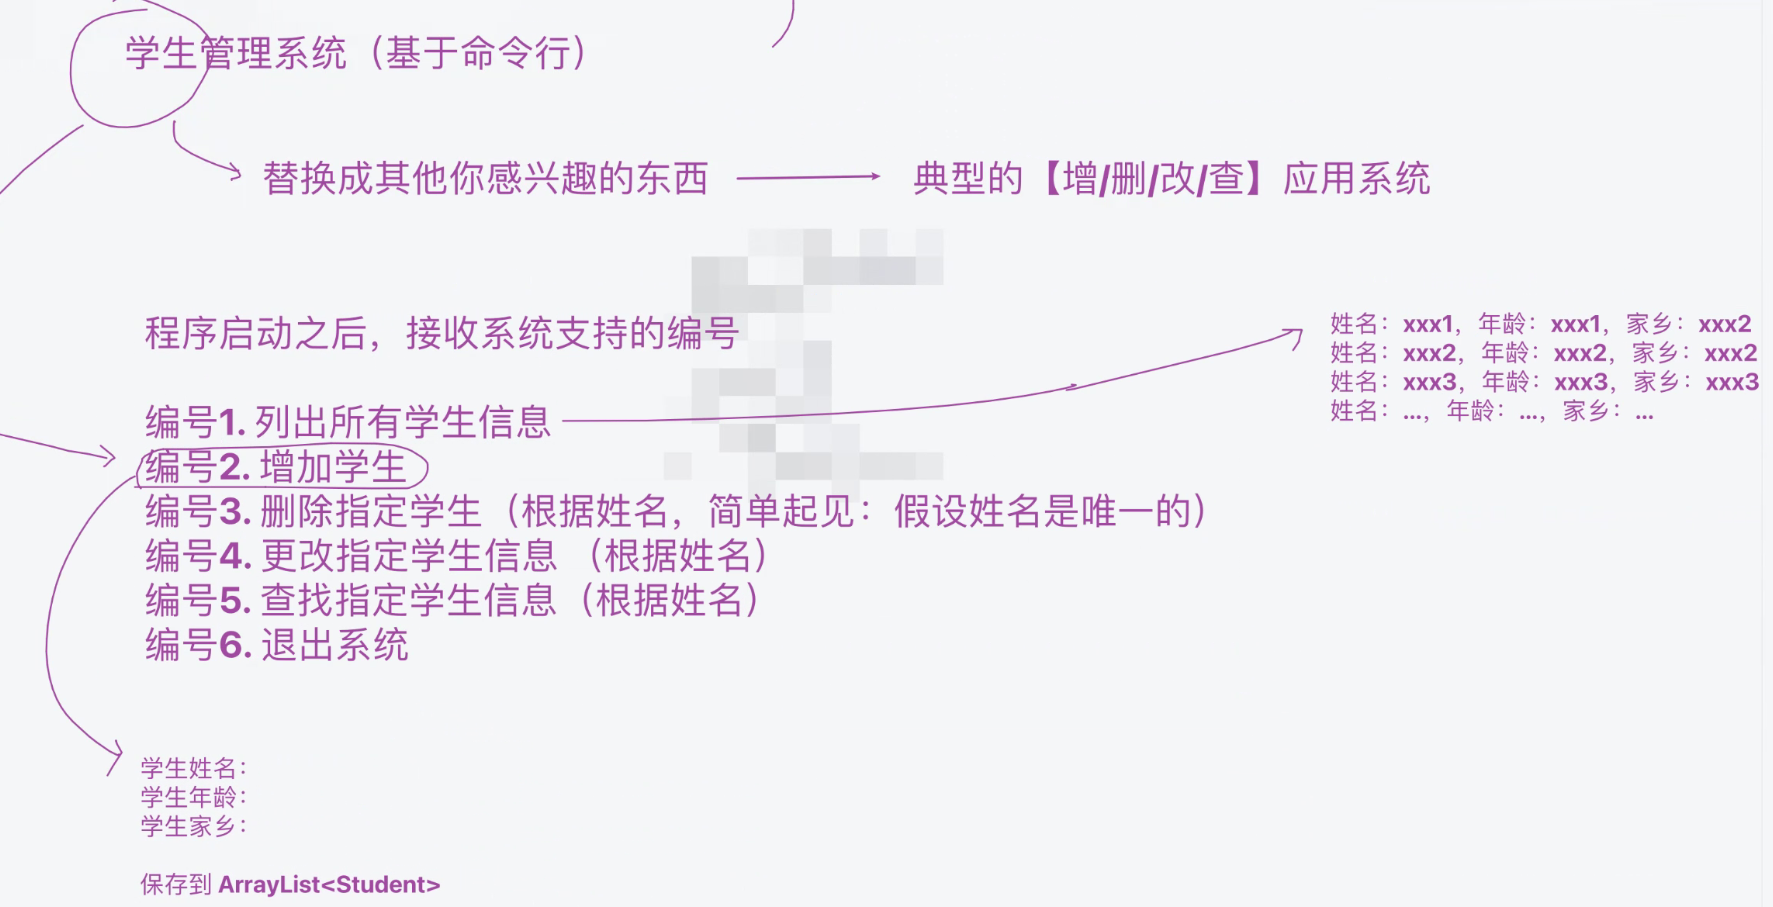 学生管理系统（基于命令行）
替换成其他你感兴趣的东西 典型的【增/删/改/查】应用系统
程序启动之后，接收系统支持的编号
姓名：xxx1，年龄：xxx1，家乡：xxx2
姓名：xxx2，年龄：xxx2，家乡：xxx2
姓名：xxx3，年龄：xxx3，家乡：xxx3
姓名：...，年龄：...，家乡：...
编号1. 列出所有学生信息
编号2. 增加学生
编号3. 删除指定学生（根据姓名，简单起见：假设姓名是唯一的）
编号4. 更改指定学生信息 （根据姓名）
编号5. 查找指定学生信息（根据姓名）
编号6. 退出系统
学生姓名：
学生年龄：
学生家乡：
保存到 ArrayList<Student>